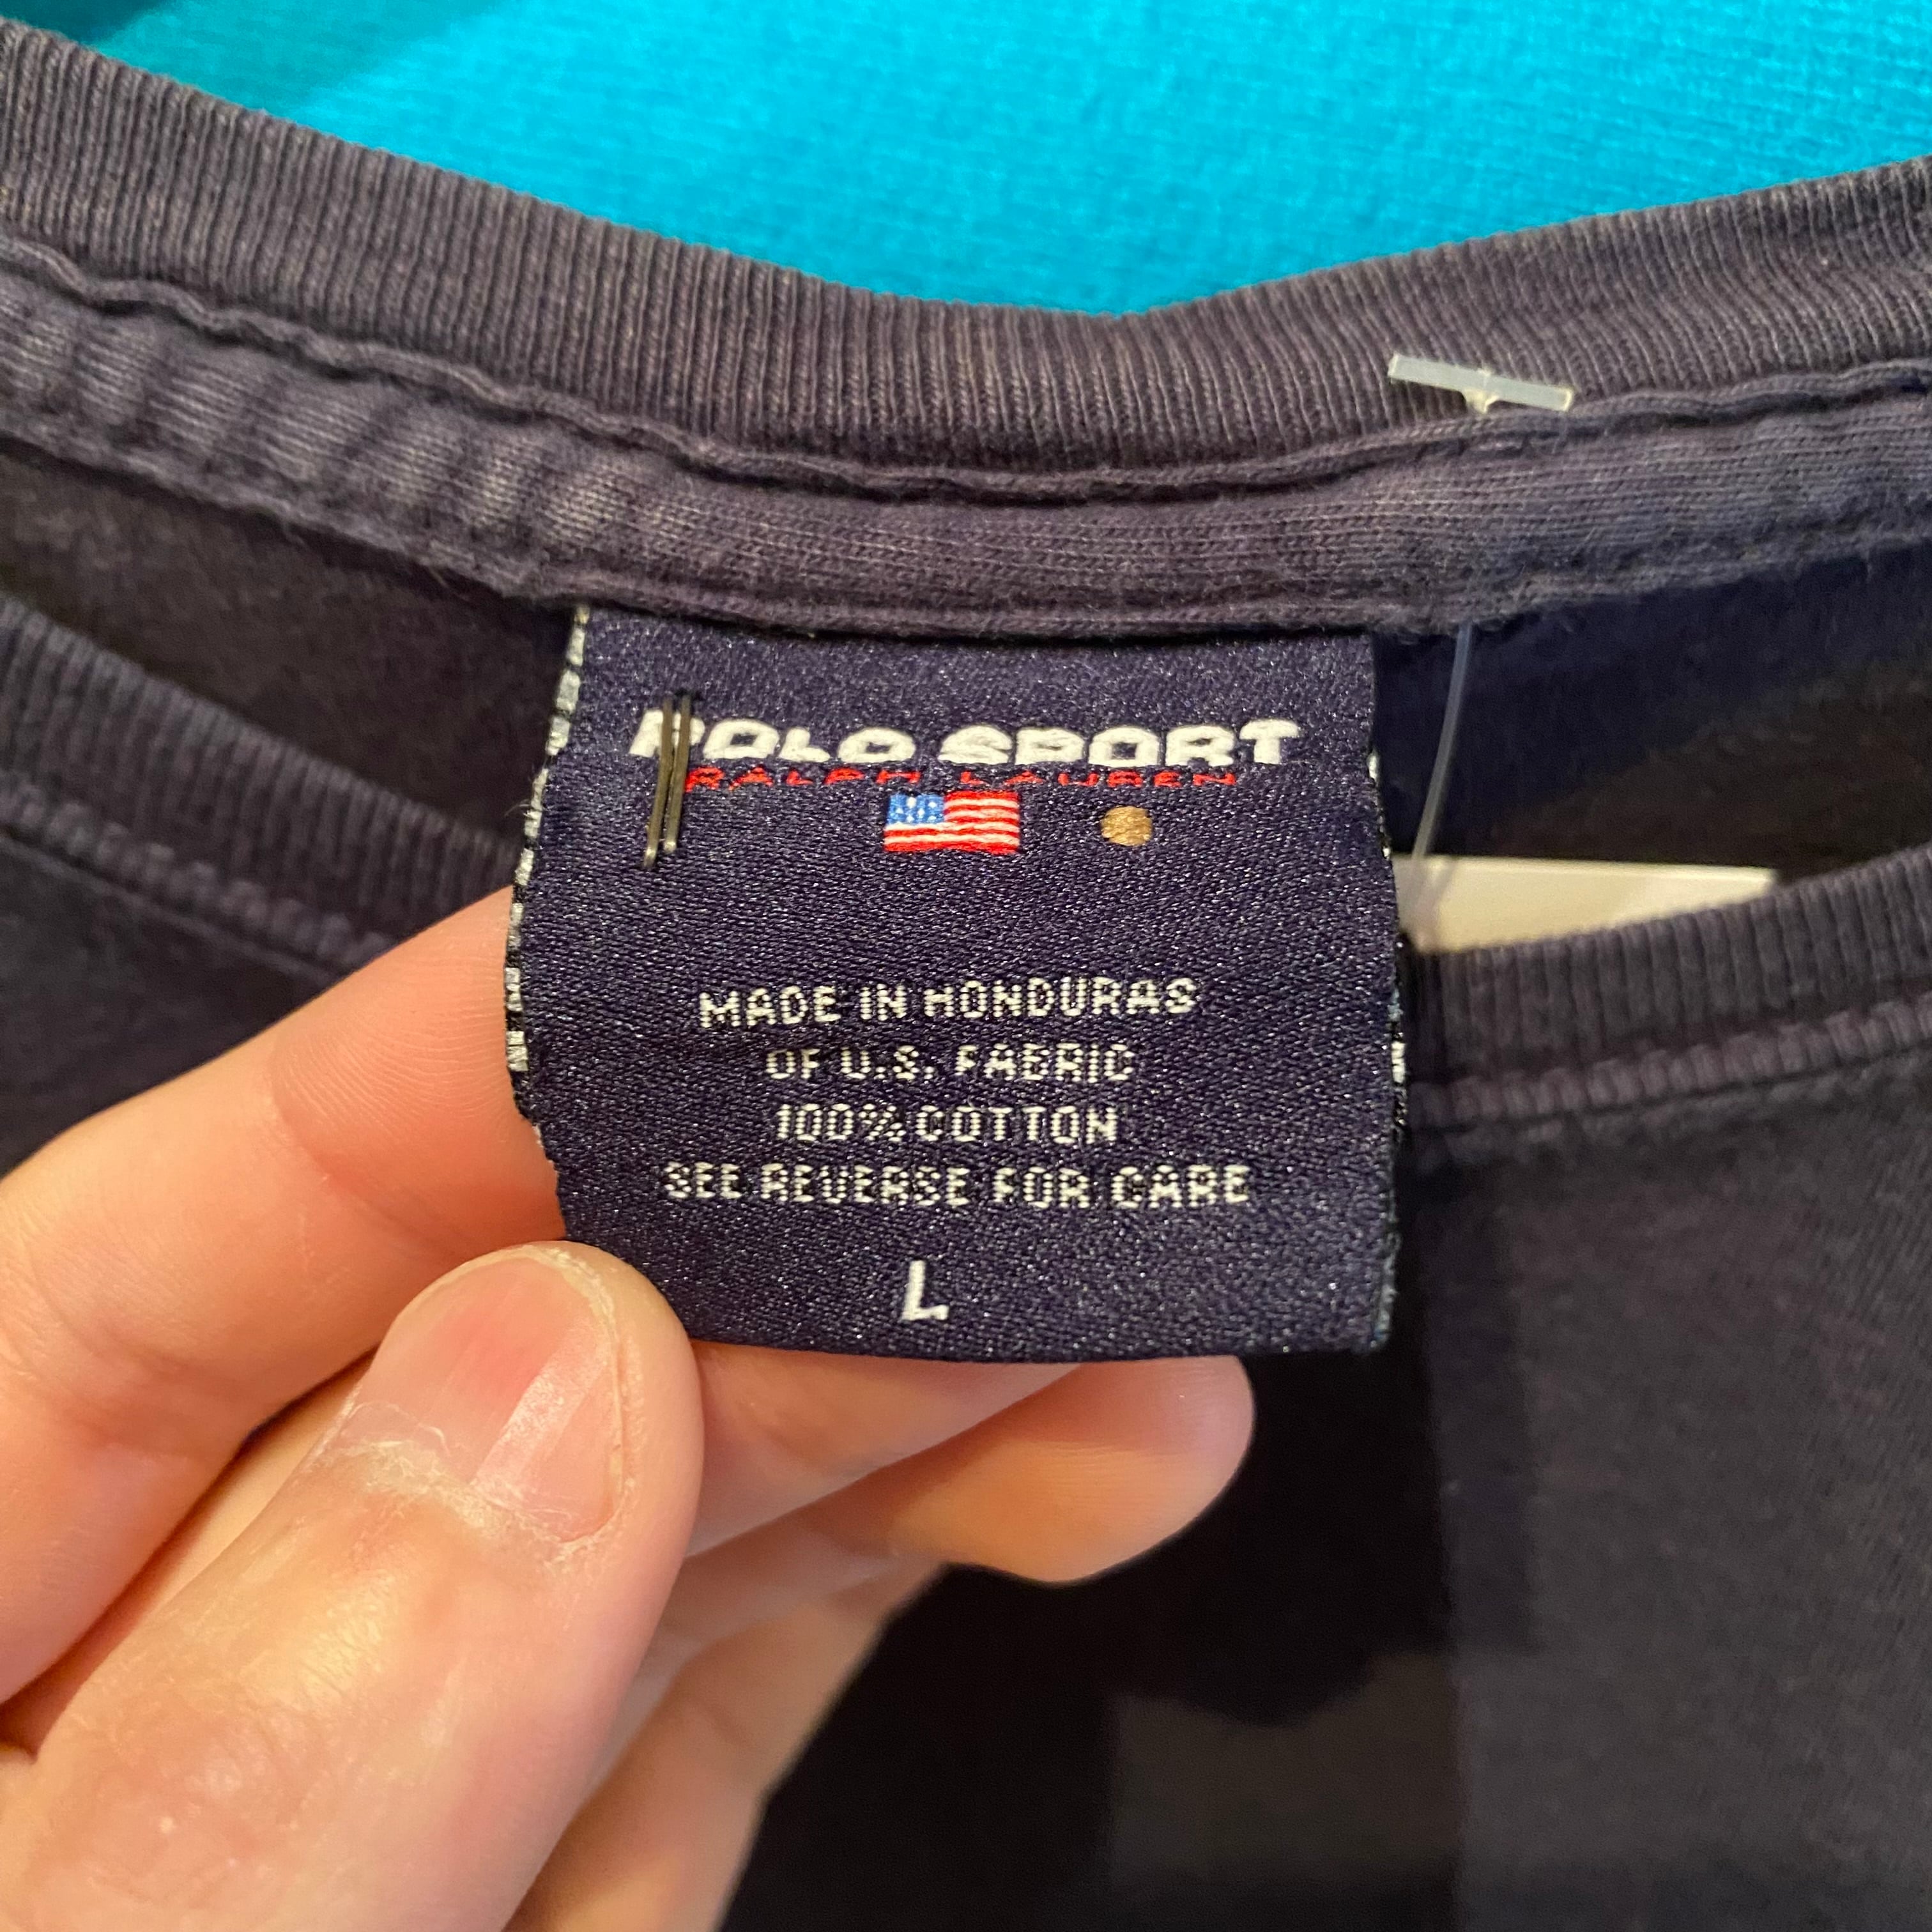 POLO SPORT
RALPH LAUREN
MADE IN HONDURAS
OF U.S. FABRIC
100% COTTON
SEE REVERSE FOR CARE
L